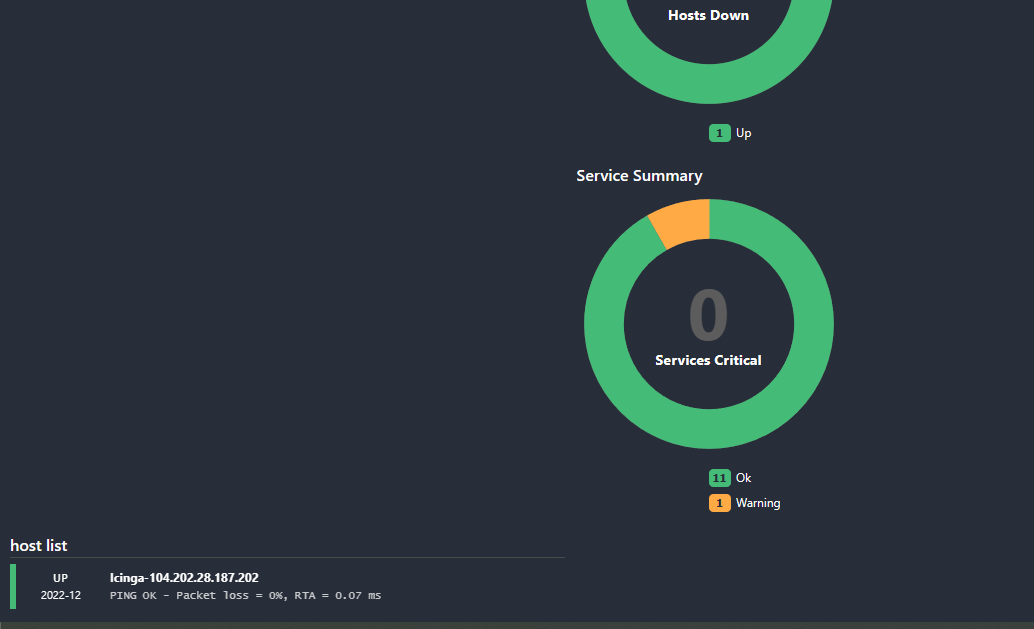 Hosts Down
1 Up
Service Summary
0
Services Critical
11 Ok
1 Warning
host list
UP
Icinga-104.202.28.187.202
2022-12
PING OK - Packet loss = 0%, RTA = 0.07 ms